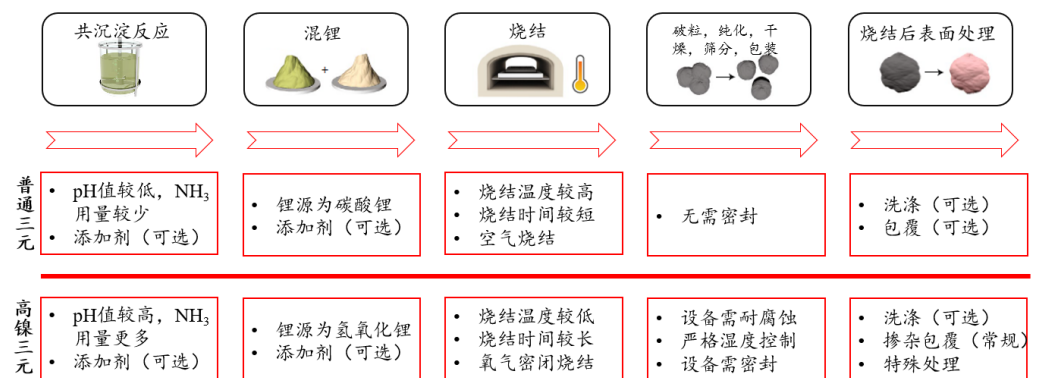 共沉淀反应
混锂
+
烧结
破粒，纯化，干
燥，筛分，包装
烧结后表面处理
普通三元
• pH值较低，NH₃
用量较少
• 添加剂（可选）
• 锂源为碳酸锂
• 添加剂（可选）
• 烧结温度较高
• 烧结时间较短
• 空气烧结
• 无需密封
• 洗涤（可选）
• 包覆（可选）
高镍三元
• pH值较高，NH₃
用量更多
• 添加剂（可选）
• 锂源为氢氧化锂
• 添加剂（可选）
• 烧结温度较低
• 烧结时间较长
• 氧气密闭烧结
• 设备需耐腐蚀
• 严格湿度控制
• 设备需密封
• 洗涤（可选）
• 掺杂包覆（常规）
• 特殊处理